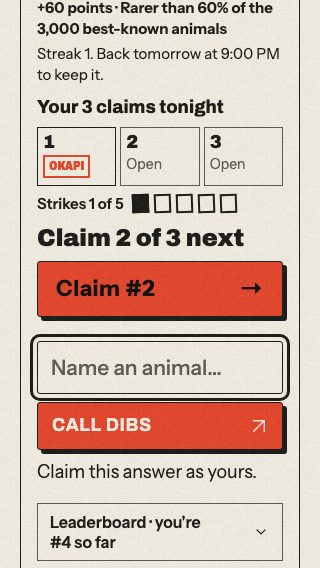 +60 points · Rarer than 60% of the
3,000 best-known animals
Streak 1. Back tomorrow at 9:00 PM
to keep it.
Your 3 claims tonight
1
OKAPI
2
Open
3
Open
Strikes 1 of 5
Claim 2 of 3 next
Claim #2 →
Name an animal...
CALL DIBS ↗
Claim this answer as yours.
Leaderboard · you're
#4 so far